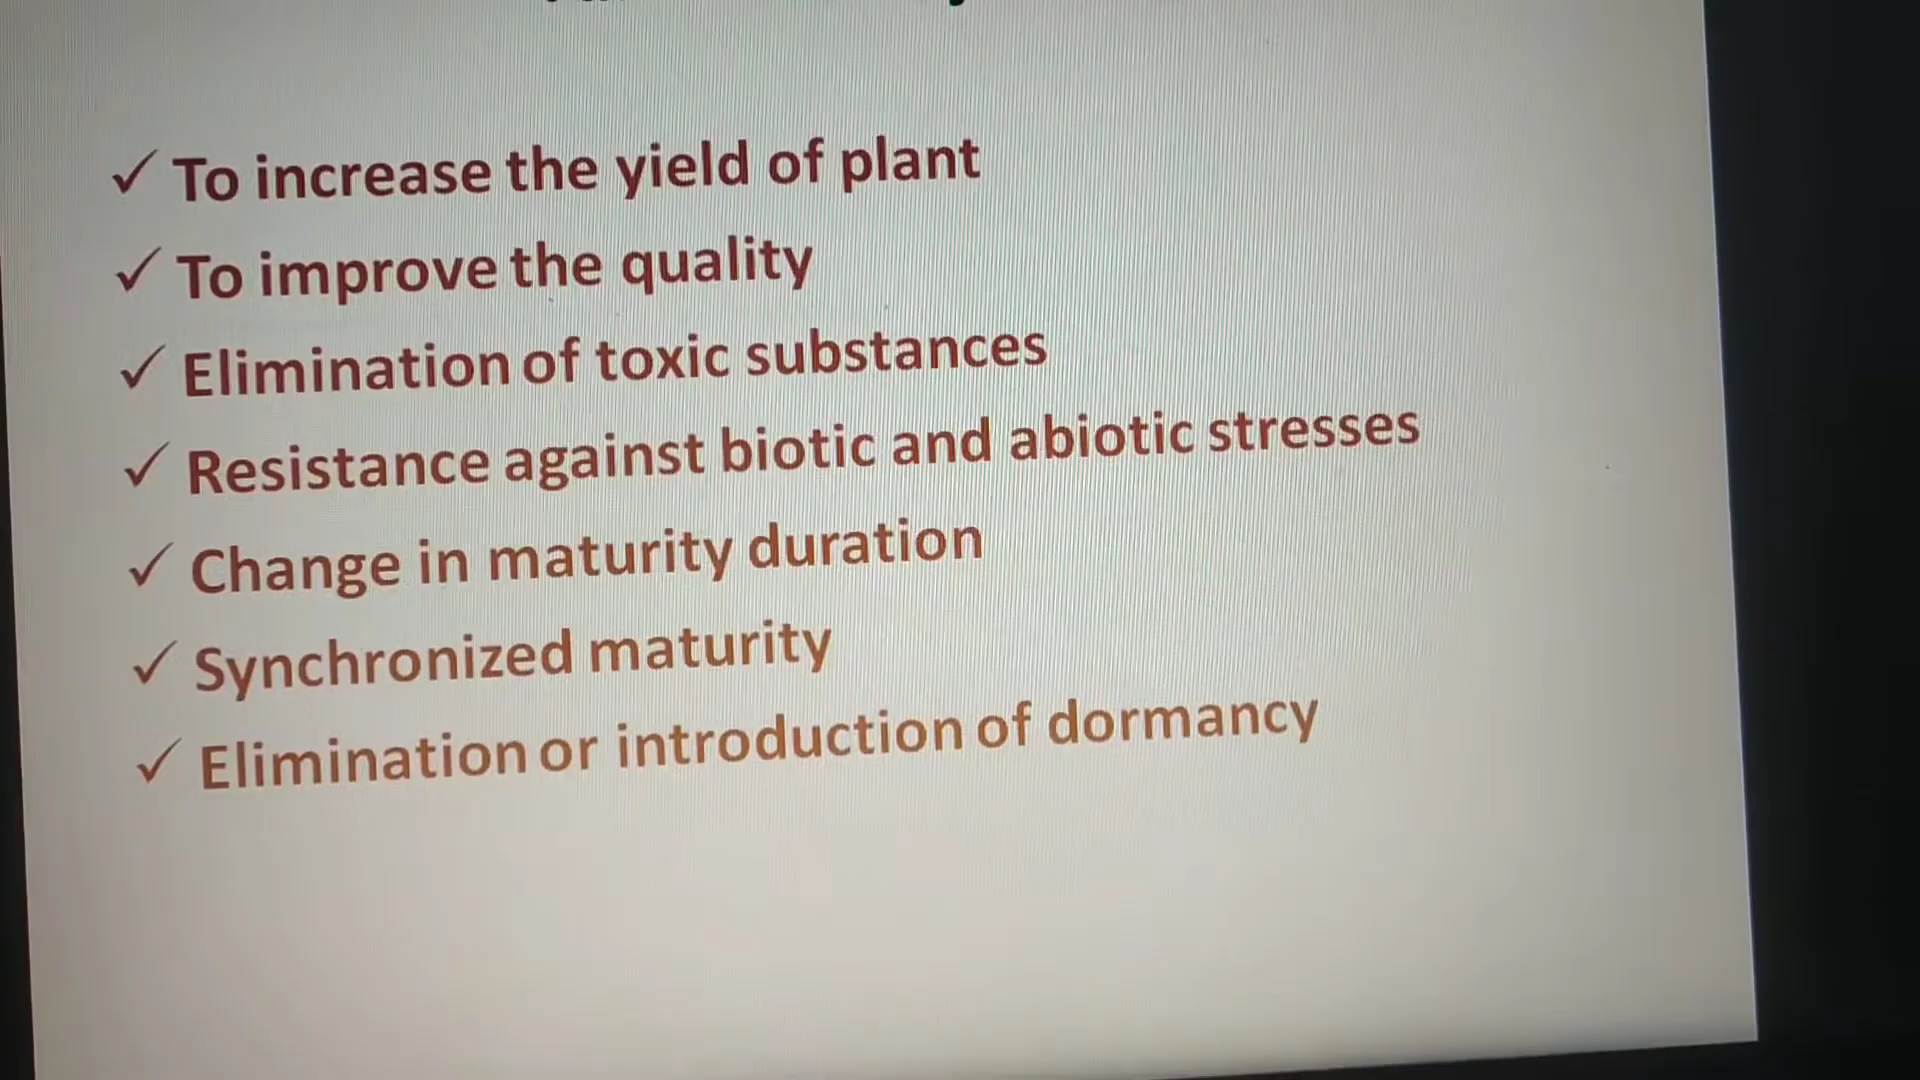 ✓ To increase the yield of plant
✓ To improve the quality
✓ Elimination of toxic substances
✓ Resistance against biotic and abiotic stresses
✓ Change in maturity duration
✓ Synchronized maturity
✓ Elimination or introduction of dormancy